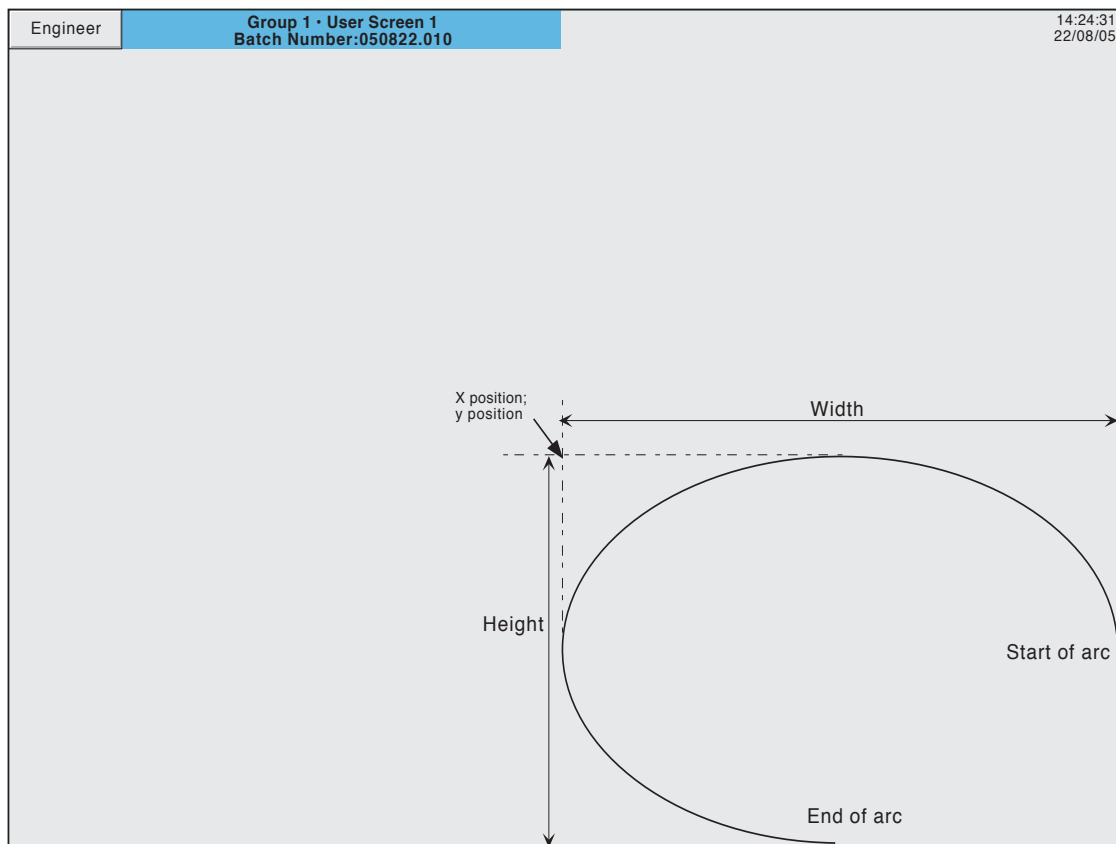 Engineer
Group 1 · User Screen 1
Batch Number:050822.010
14:24:31
22/08/05
X position;
y position
Width
Height
Start of arc
End of arc